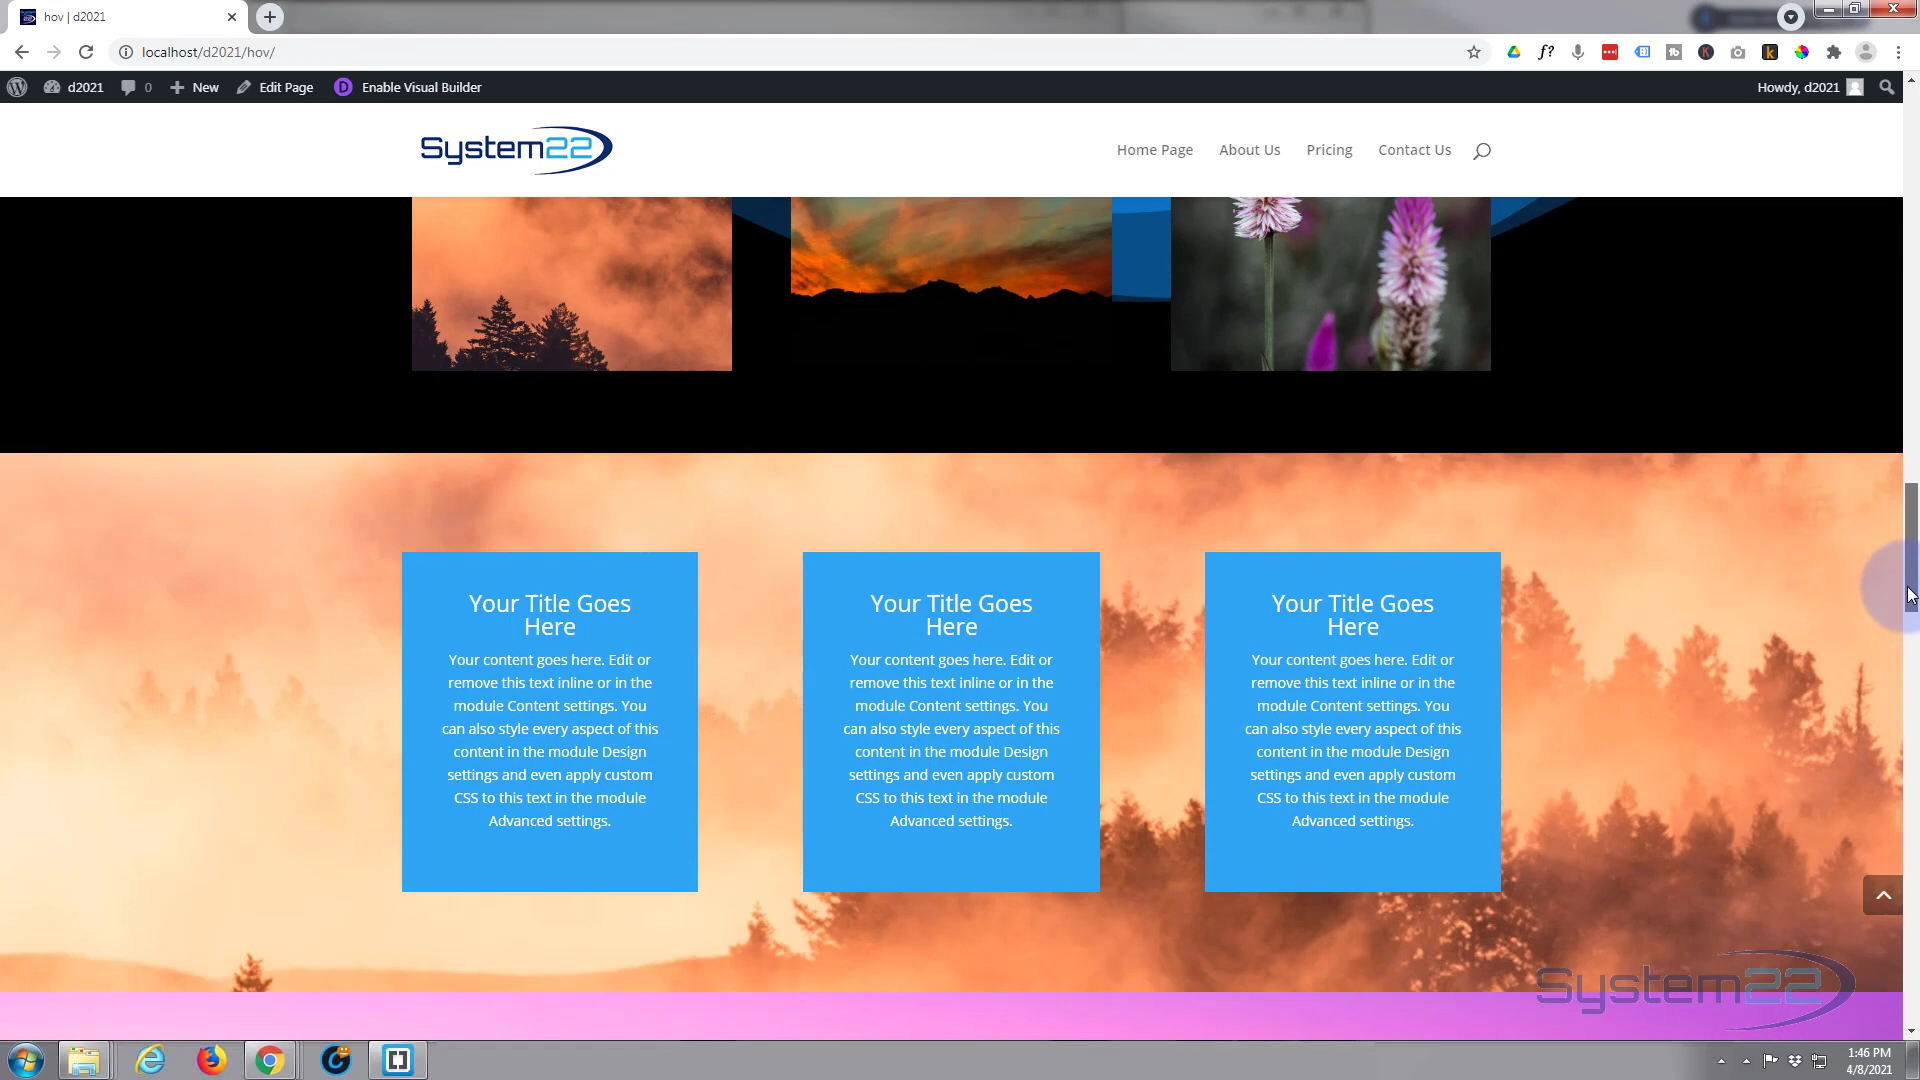 hov | d2021
localhost/d2021/hov/
f?
d2021 0 New Edit Page D Enable Visual Builder
Howdy, d2021
System22
Home Page About Us Pricing Contact Us
Your Title Goes
Here
Your content goes here. Edit or
remove this text inline or in the
module Content settings. You
can also style every aspect of this
content in the module Design
settings and even apply custom
CSS to this text in the module
Advanced settings.
Your Title Goes
Here
Your content goes here. Edit or
remove this text inline or in the
module Content settings. You
can also style every aspect of this
content in the module Design
settings and even apply custom
CSS to this text in the module
Advanced settings.
Your Title Goes
Here
Your content goes here. Edit or
remove this text inline or in the
module Content settings. You
can also style every aspect of this
content in the module Design
settings and even apply custom
CSS to this text in the module
Advanced settings.
System22
1:46 PM
4/8/2021